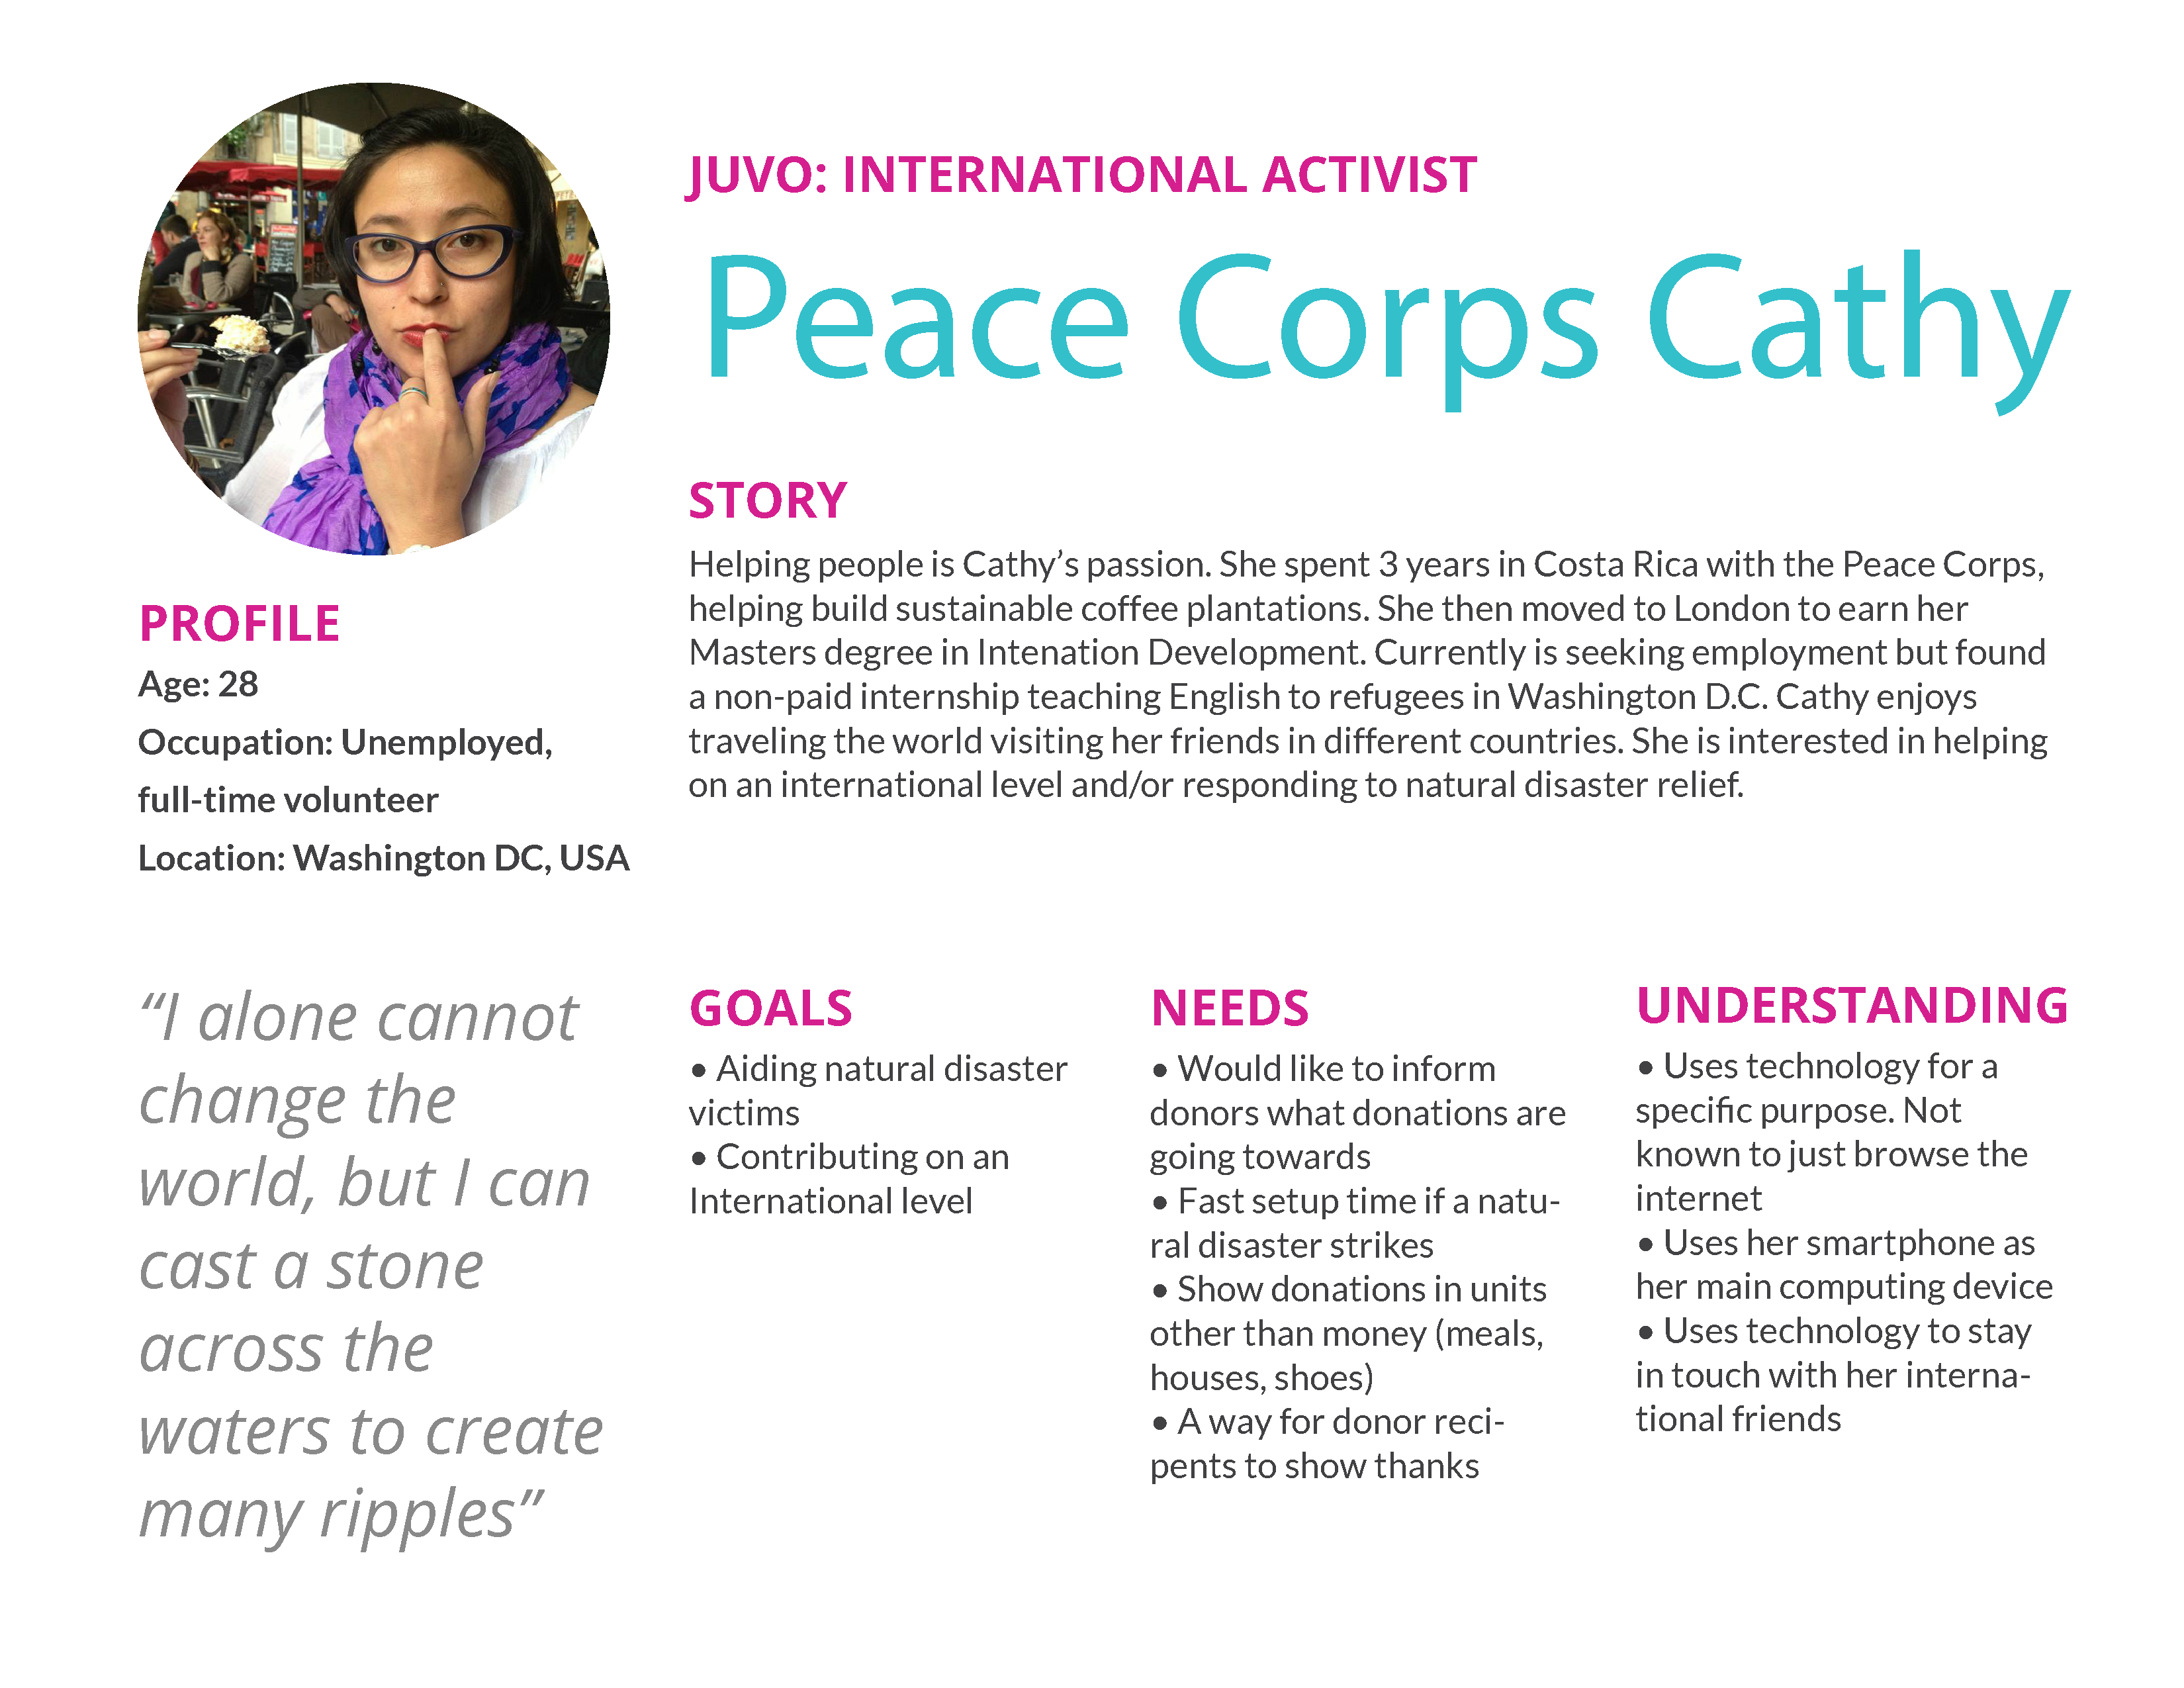 JUVO: INTERNATIONAL ACTIVIST
Peace Corps Cathy
STORY
Helping people is Cathy’s passion. She spent 3 years in Costa Rica with the Peace Corps,
helping build sustainable coffee plantations. She then moved to London to earn her
Masters degree in Intenation Development. Currently is seeking employment but found
a non-paid internship teaching English to refugees in Washington D.C. Cathy enjoys
traveling the world visiting her friends in different countries. She is interested in helping
on an international level and/or responding to natural disaster relief.
PROFILE
Age: 28
Occupation: Unemployed,
full-time volunteer
Location: Washington DC, USA
“I alone cannot
change the
world, but I can
cast a stone
across the
waters to create
many ripples”
GOALS
• Aiding natural disaster
victims
• Contributing on an
International level
NEEDS
• Would like to inform
donors what donations are
going towards
• Fast setup time if a natu-
ral disaster strikes
• Show donations in units
other than money (meals,
houses, shoes)
• A way for donor reci-
pents to show thanks
UNDERSTANDING
• Uses technology for a
specific purpose. Not
known to just browse the
internet
• Uses her smartphone as
her main computing device
• Uses technology to stay
in touch with her interna-
tional friends